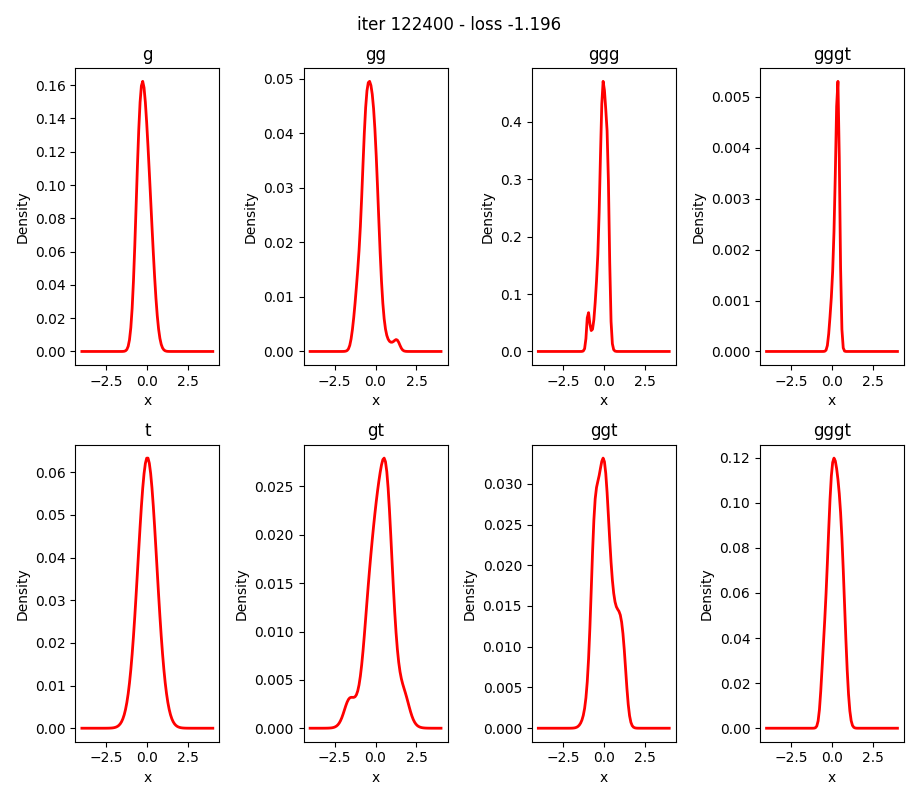 iter 122400 - loss -1.196
g gg ggg gggt
Density
0.16
0.14
0.12
0.10
0.08
0.06
0.04
0.02
0.00
−2.5 0.0 2.5
x
Density
0.05
0.04
0.03
0.02
0.01
0.00
−2.5 0.0 2.5
x
Density
0.4
0.3
0.2
0.1
0.0
−2.5 0.0 2.5
x
Density
0.005
0.004
0.003
0.002
0.001
0.000
−2.5 0.0 2.5
x
t gt ggt gggt
Density
0.06
0.05
0.04
0.03
0.02
0.01
0.00
−2.5 0.0 2.5
x
Density
0.025
0.020
0.015
0.010
0.005
0.000
−2.5 0.0 2.5
x
Density
0.030
0.025
0.020
0.015
0.010
0.005
0.000
−2.5 0.0 2.5
x
Density
0.12
0.10
0.08
0.06
0.04
0.02
0.00
−2.5 0.0 2.5
x